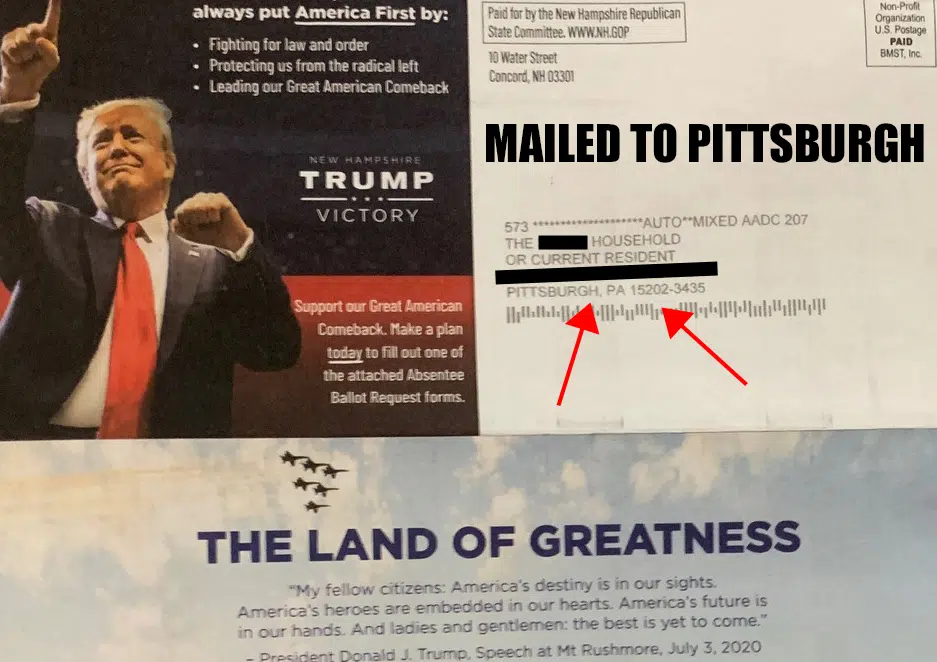 always put America First by:
• Fighting for law and order
• Protecting us from the radical left
• Leading our Great American Comeback
NEW HAMPSHIRE
TRUMP
VICTORY
Support our Great American
Comeback. Make a plan
today to fill out one of
the attached Absentee
Ballot Request forms.
Paid for by the New Hampshire Republican
State Committee. WWW.NH.GOP
10 Water Street
Concord, NH 03301
Non-Profit
Organization
U.S. Postage
PAID
BMST, Inc.
MAILED TO PITTSBURGH
573 ********************AUTO**MIXED AADC 207
THE HOUSEHOLD
OR CURRENT RESIDENT
PITTSBURGH, PA 15202-3435
THE LAND OF GREATNESS
"My fellow citizens: America's destiny is in our sights.
America's heroes are embedded in our hearts. America's future is
in our hands. And ladies and gentlemen: the best is yet to come."
– President Donald J. Trump, Speech at Mt Rushmore, July 3, 2020